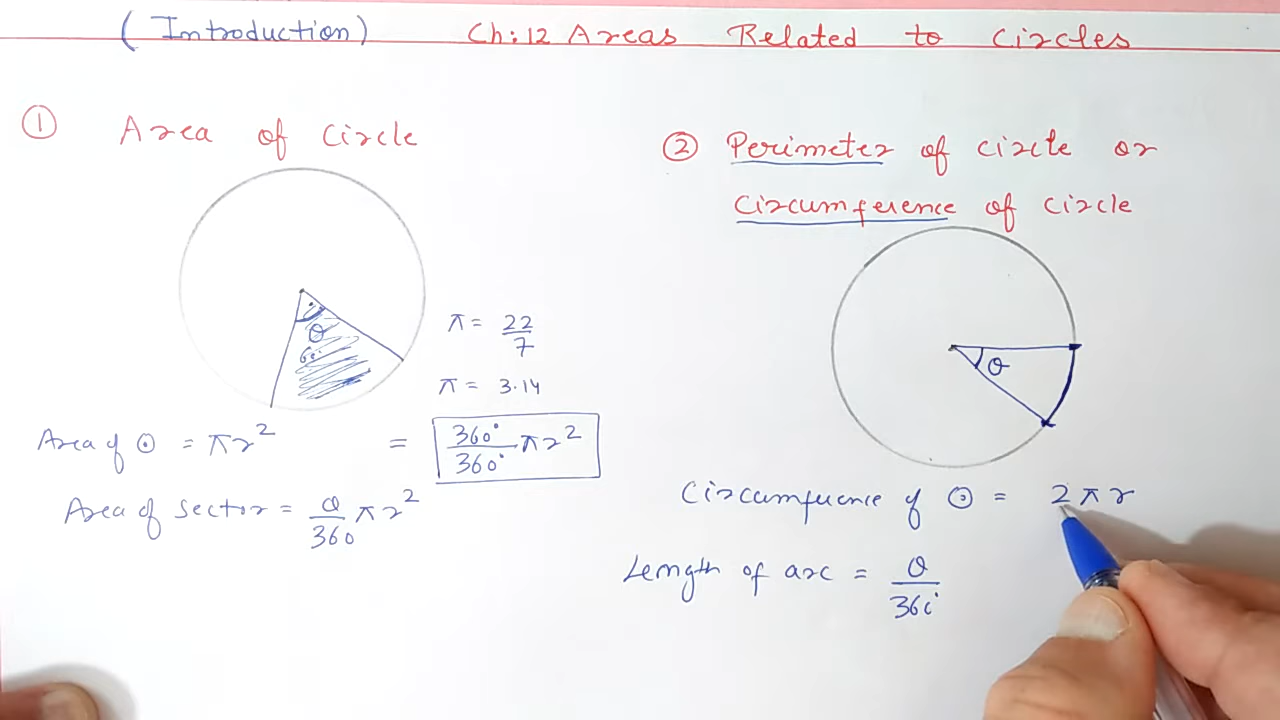 (Introduction) Ch:12 Areas Related to Circles
① Area of Circle
θ
60°
π = 22/7
π = 3.14
Area of ⊙ = πr² = 360°/360° πr²
Area of Sector = θ/360 πr²
② Perimeter of circle or
Circumference of circle
θ
Circumference of ⊙ = 2πr
Length of arc = θ/360°